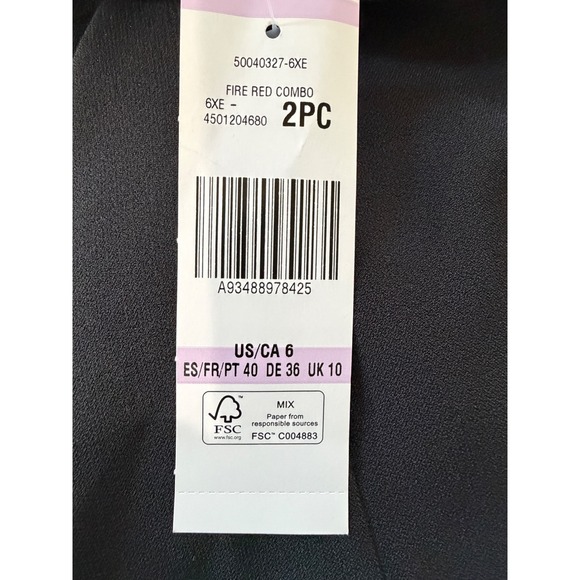 50040327-6XE
FIRE RED COMBO
6XE - 2PC
4501204680
A93488978425
US/CA 6
ES/FR/PT 40 DE 36 UK 10
FSC
www.fsc.org
MIX
Paper from
responsible sources
FSC™ C004883